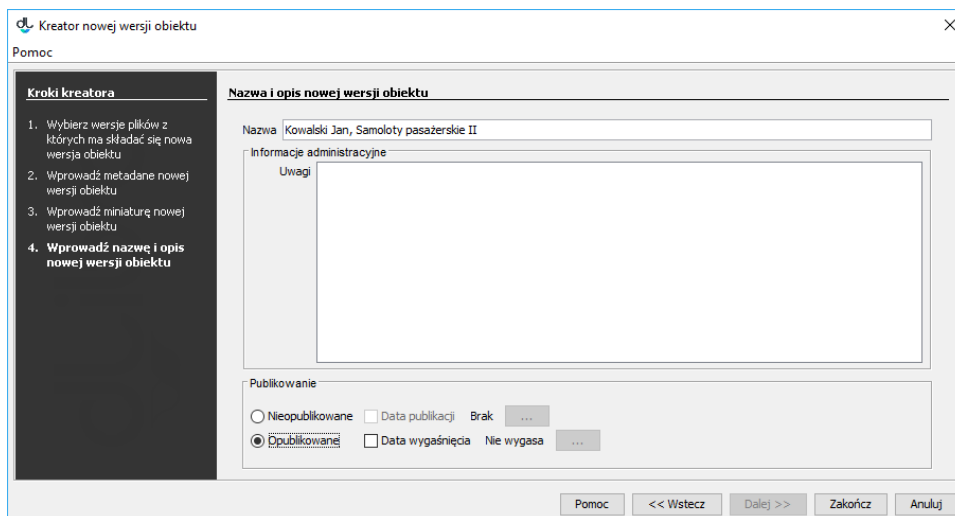 Kreator nowej wersji obiektu
Pomoc
Kroki kreatora
1. Wybierz wersje plików z
których ma składać się nowa
wersja obiektu
2. Wprowadź metadane nowej
wersji obiektu
3. Wprowadź miniaturę nowej
wersji obiektu
4. Wprowadź nazwę i opis
nowej wersji obiektu
Nazwa i opis nowej wersji obiektu
Nazwa Kowalski Jan, Samoloty pasażerskie II
Informacje administracyjne
Uwagi
Publikowanie
Nieopublikowane Data publikacji Brak ...
Opublikowane Data wygaśnięcia Nie wygasa ...
Pomoc << Wstecz Dalej >> Zakończ Anuluj